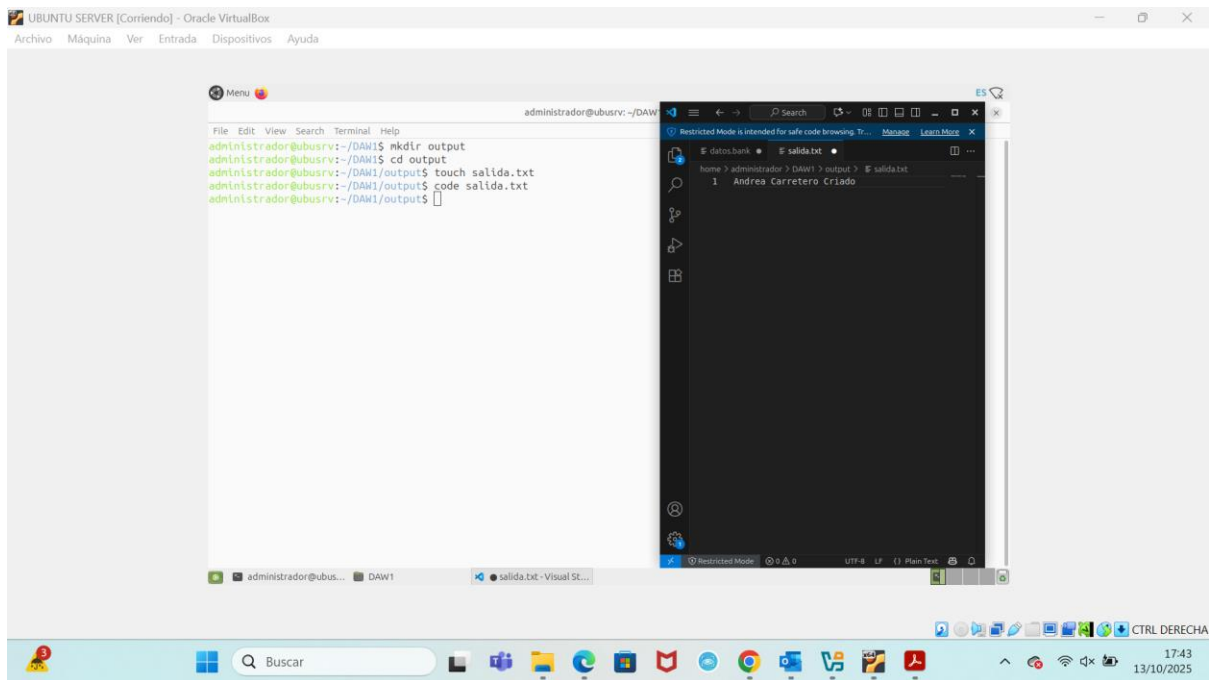 UBUNTU SERVER [Corriendo] - Oracle VirtualBox
Archivo Máquina Ver Entrada Dispositivos Ayuda
Menu
ES
administrador@ubusrv: ~/DAW
File Edit View Search Terminal Help
administrador@ubusrv:~/DAW1$ mkdir output
administrador@ubusrv:~/DAW1$ cd output
administrador@ubusrv:~/DAW1/output$ touch salida.txt
administrador@ubusrv:~/DAW1/output$ code salida.txt
administrador@ubusrv:~/DAW1/output$
Search
Restricted Mode is intended for safe code browsing. Tr... Manage Learn More
datos.bank salida.txt
home > administrador > DAW1 > output > salida.txt
1 Andrea Carretero Criado
Restricted Mode 0 0 UTF-8 LF {} Plain Text
administrador@ubus... DAW1 salida.txt - Visual St...
CTRL DERECHA
3
Buscar
17:43
13/10/2025